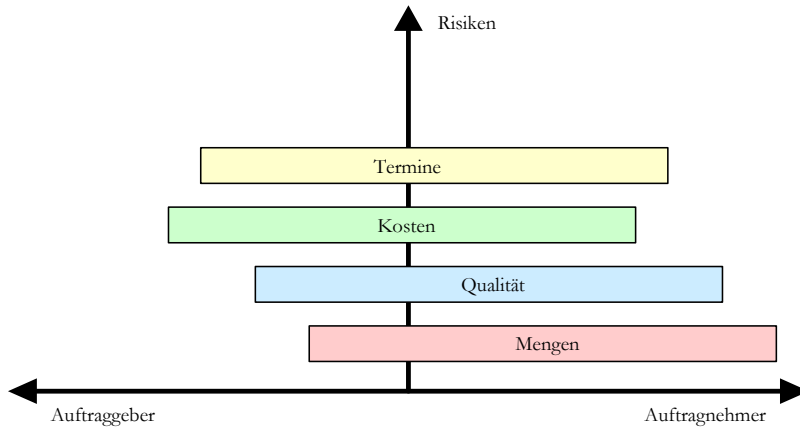 Risiken
Termine
Kosten
Qualität
Mengen
Auftraggeber
Auftragnehmer